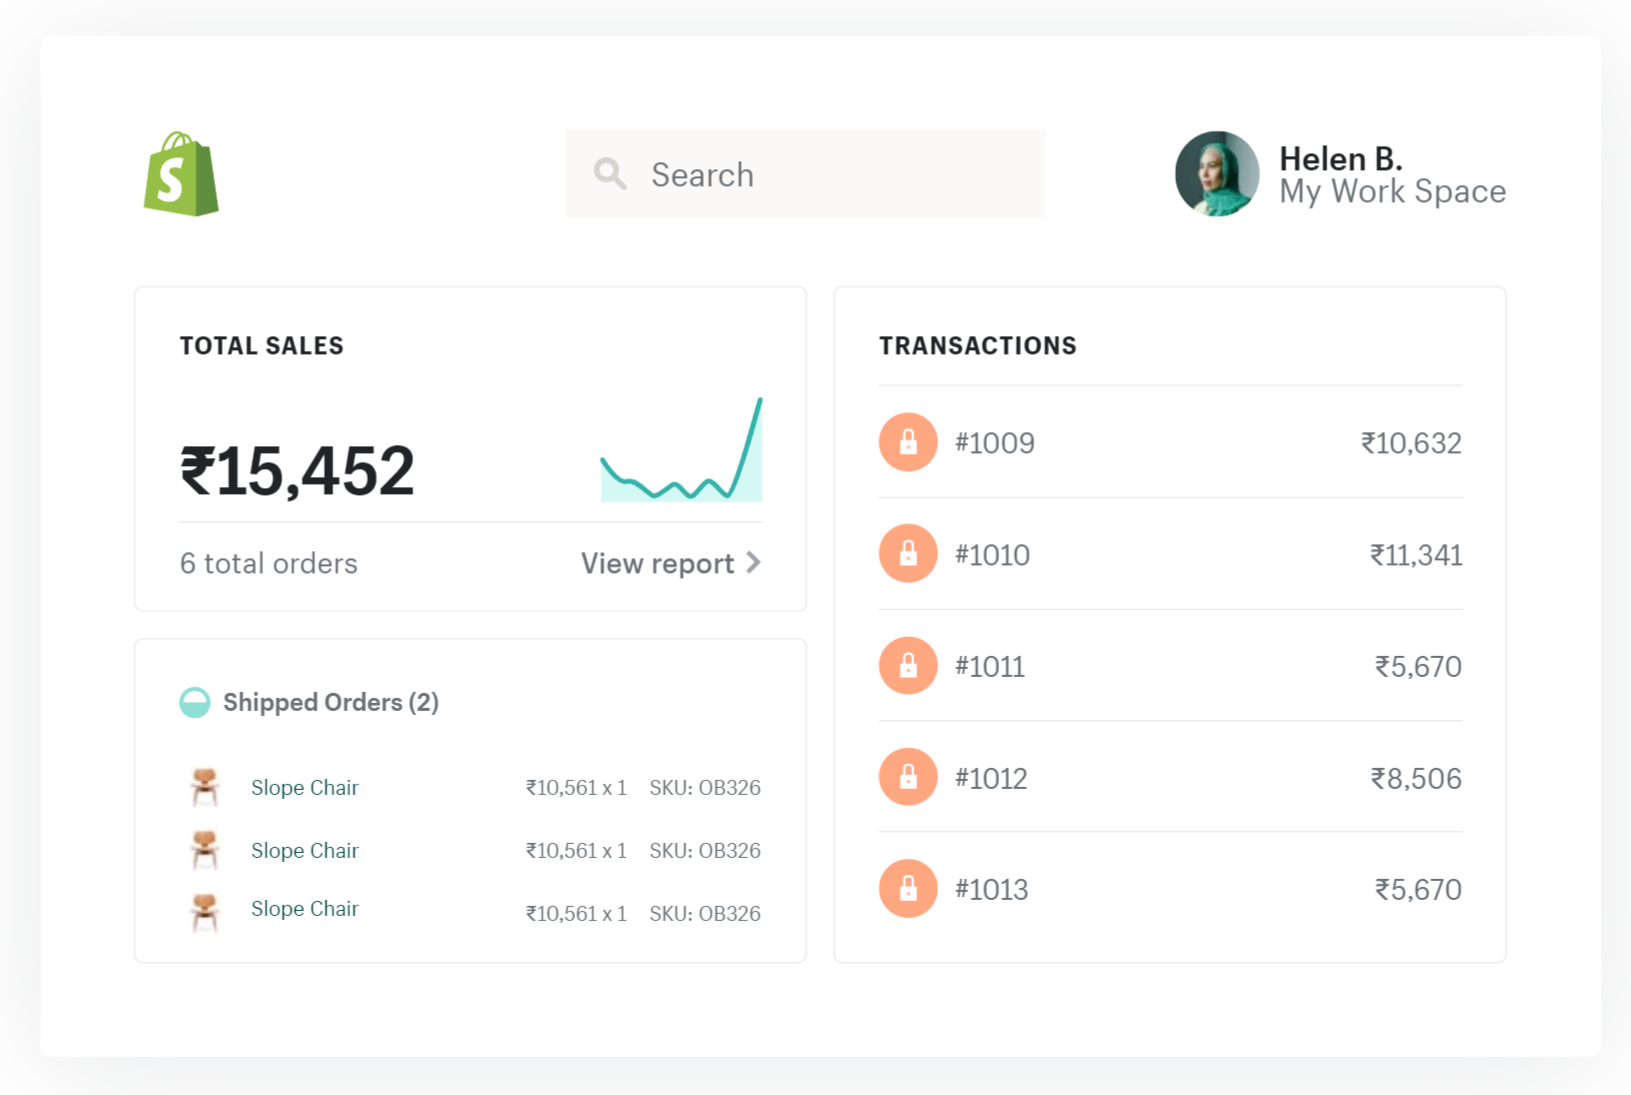 S
Search
Helen B.
My Work Space
TOTAL SALES
₹15,452
6 total orders View report
Shipped Orders (2)
Slope Chair ₹10,561 x 1 SKU: OB326
Slope Chair ₹10,561 x 1 SKU: OB326
Slope Chair ₹10,561 x 1 SKU: OB326
TRANSACTIONS
#1009 ₹10,632
#1010 ₹11,341
#1011 ₹5,670
#1012 ₹8,506
#1013 ₹5,670